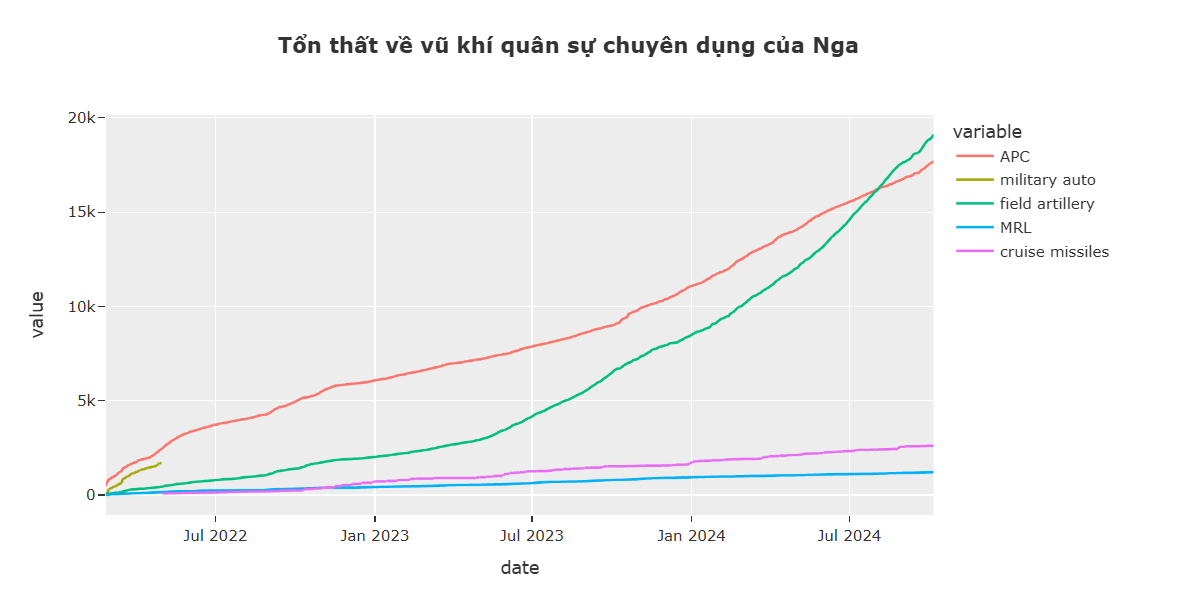 Tổn thất về vũ khí quân sự chuyên dụng của Nga
20k
15k
10k
5k
0
value
Jul 2022
Jan 2023
Jul 2023
Jan 2024
Jul 2024
date
variable
APC
military auto
field artillery
MRL
cruise missiles